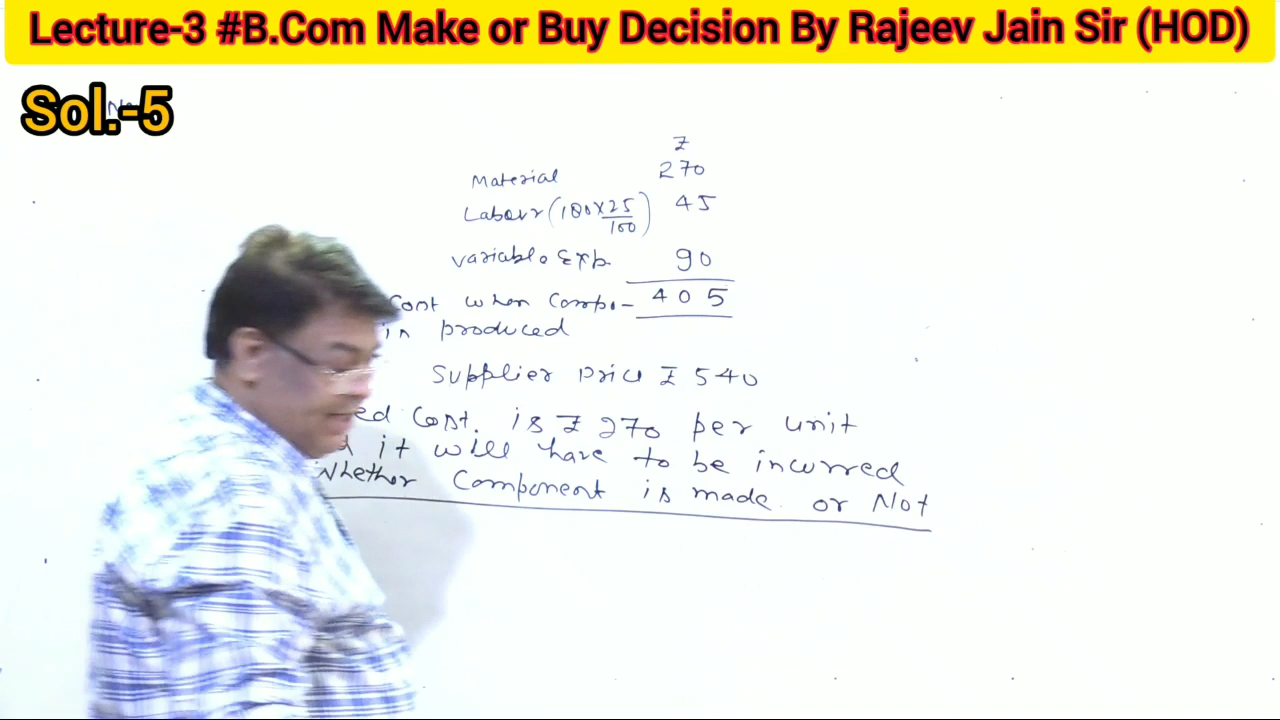 Lecture-3 #B.Com Make or Buy Decision By Rajeev Jain Sir (HOD)
Sol.-5
₹
Material 270
Labour (180×25/100) 45
Variable Exp. 90
Cost when Compo- 405
in produced
Supplier price ₹ 540
ed Cost. is ₹ 270 per unit
it will have to be incurred
Whether Component is made or Not